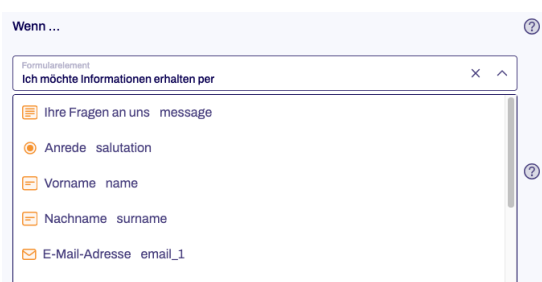 Wenn ...
Formularelement
Ich möchte Informationen erhalten per
Ihre Fragen an uns message
Anrede salutation
Vorname name
Nachname surname
E-Mail-Adresse email_1